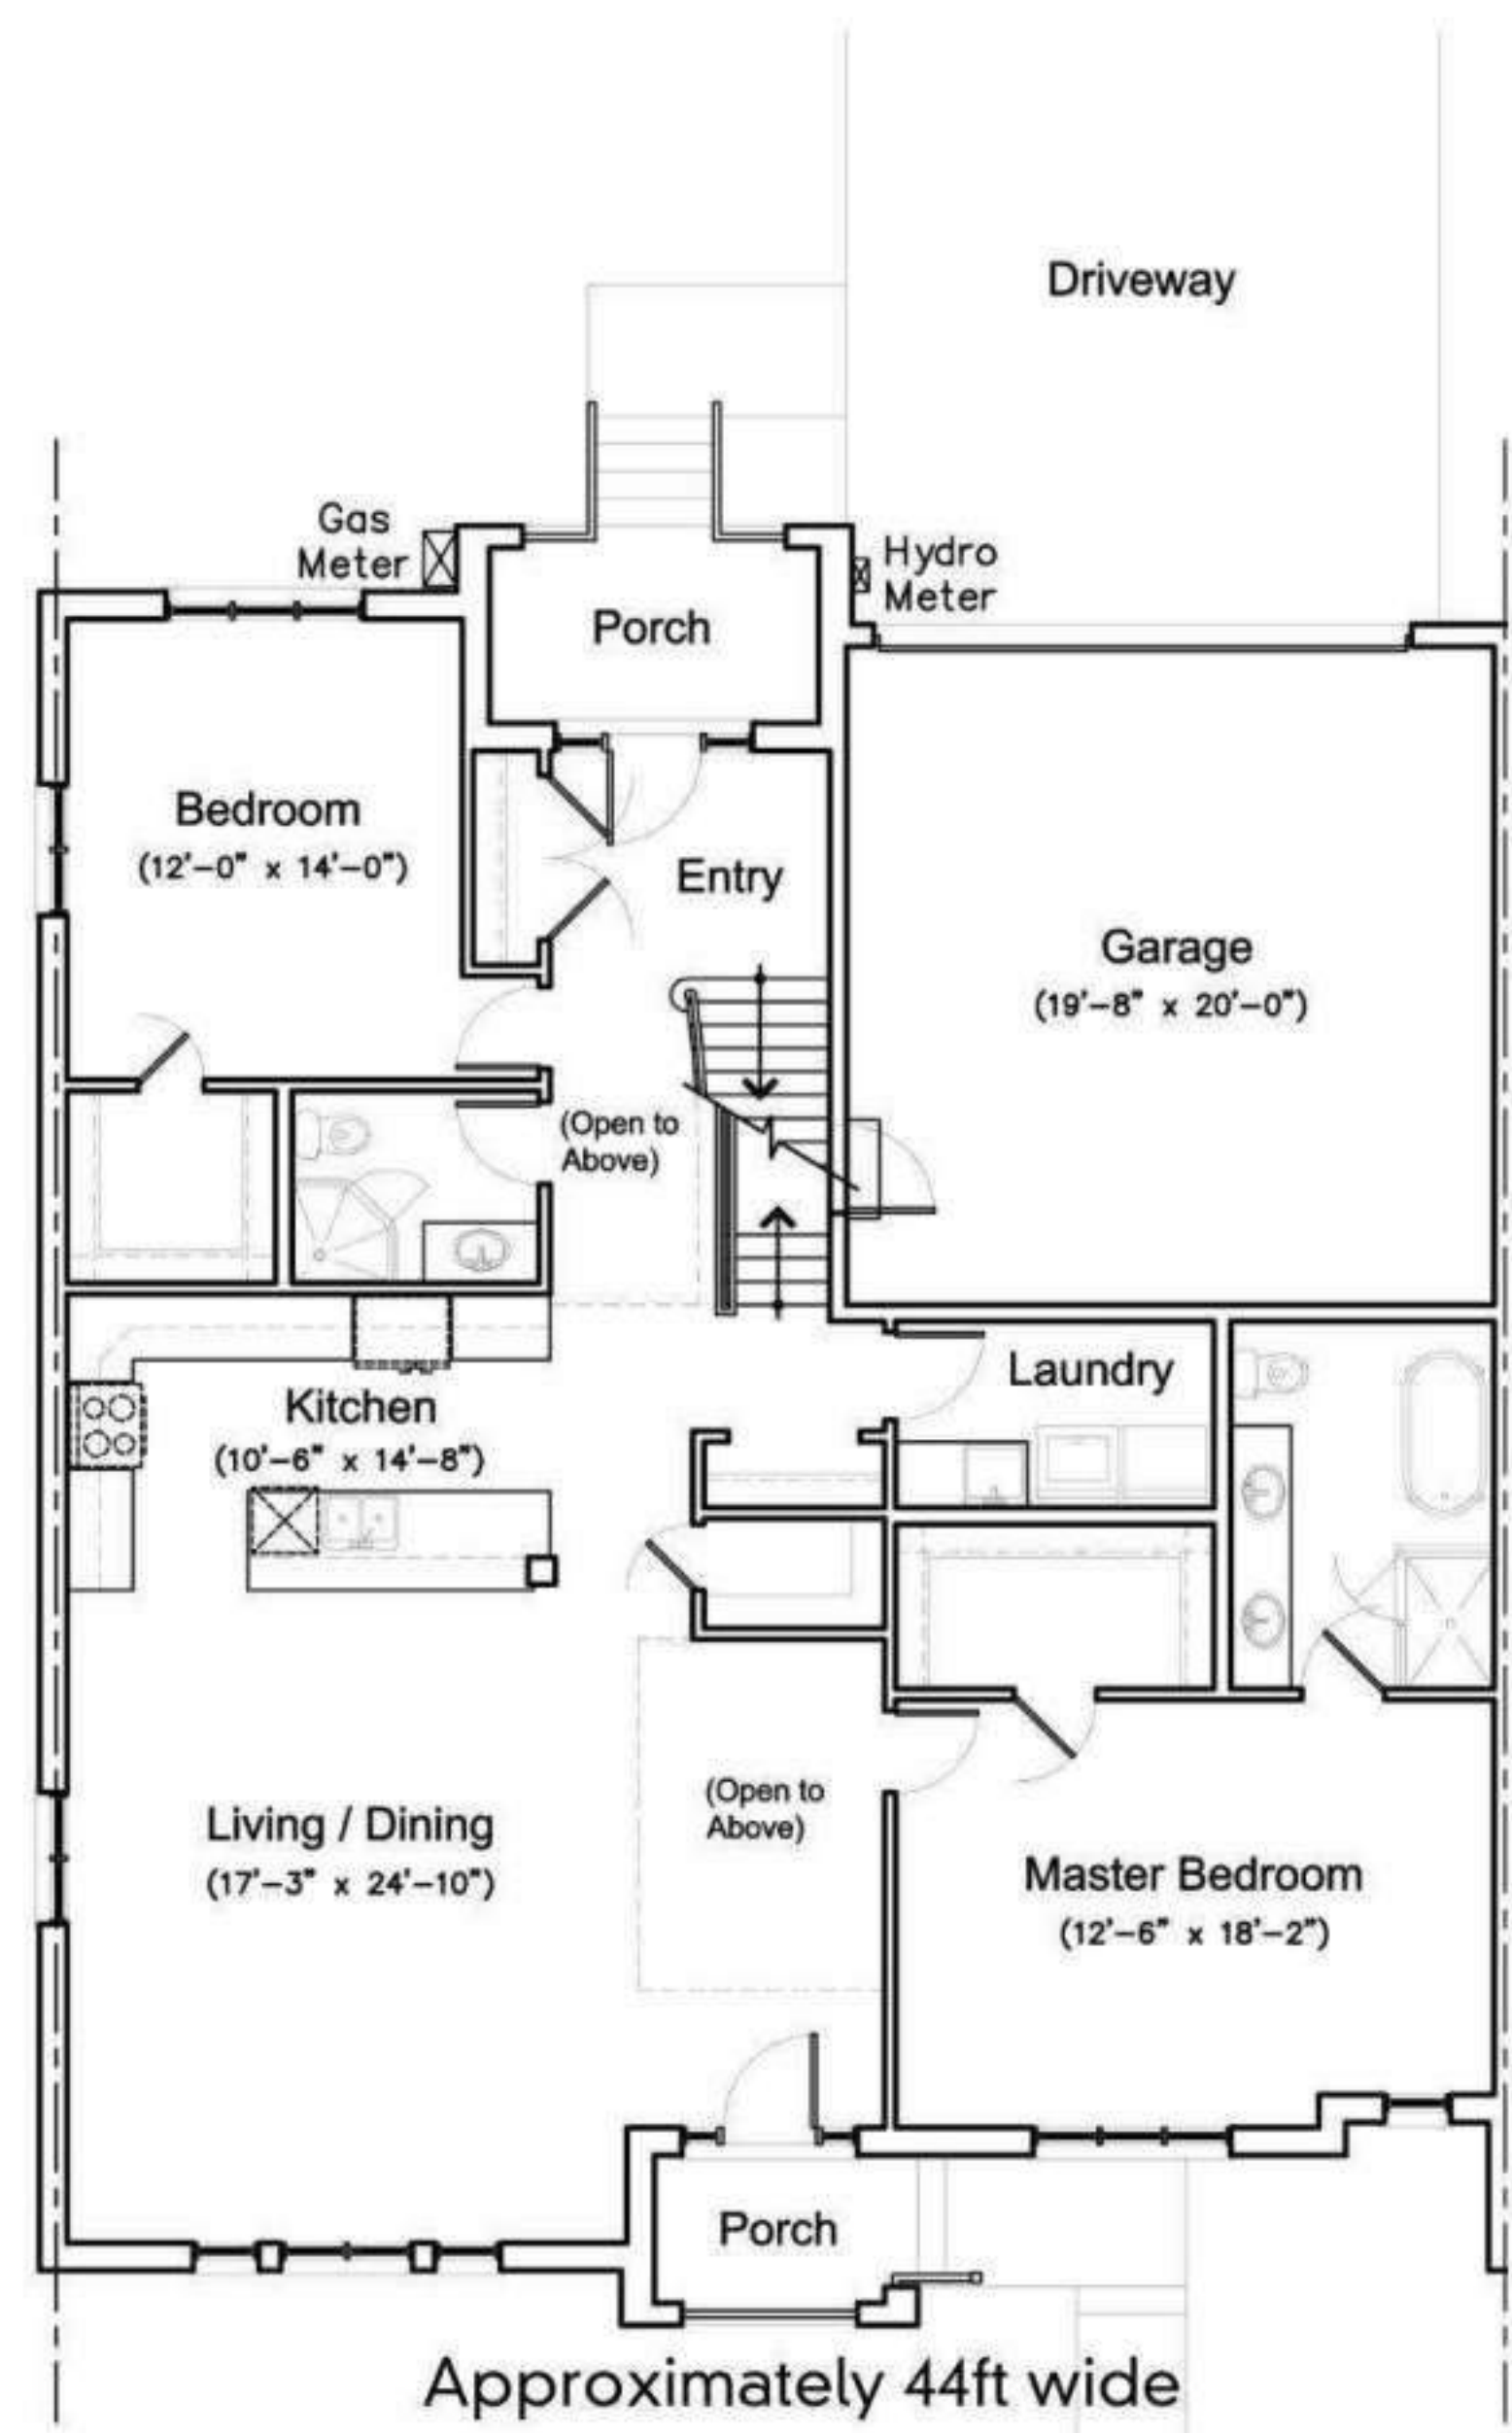 Driveway
Gas
Meter
Hydro
Meter
Porch
Bedroom
(12'-0" x 14'-0")
Entry
Garage
(19'-8" x 20'-0")
(Open to
Above)
Laundry
Kitchen
(10'-6" x 14'-8")
(Open to
Above)
Living / Dining
(17'-3" x 24'-10")
Master Bedroom
(12'-6" x 18'-2")
Porch
Approximately 44ft wide